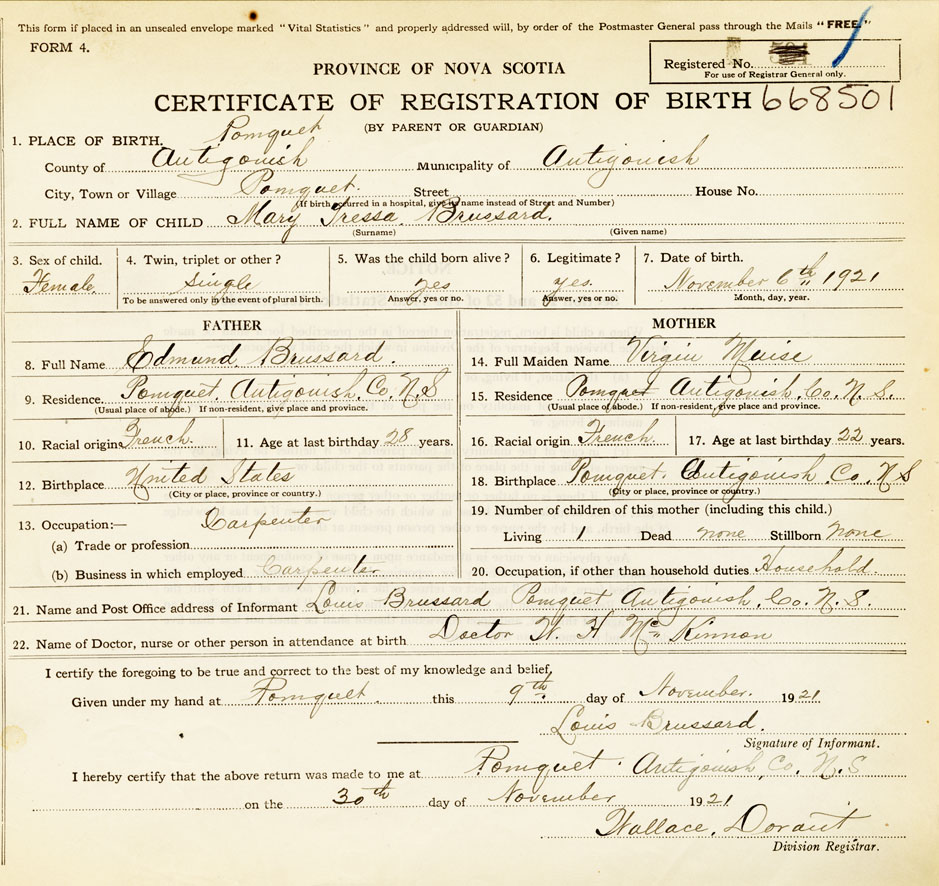 This form if placed in an unsealed envelope marked "Vital Statistics" and properly addressed will, by order of the Postmaster General pass through the Mails "FREE."
FORM 4.
Registered No.
For use of Registrar General only.
PROVINCE OF NOVA SCOTIA
CERTIFICATE OF REGISTRATION OF BIRTH 668501
(BY PARENT OR GUARDIAN)
1. PLACE OF BIRTH. Pomquet
County of Antigonish Municipality of Antigonish
City, Town or Village Pomquet. Street House No.
(If birth occurred in a hospital, give its name instead of Street and Number)
2. FULL NAME OF CHILD Mary Tressa Brussard.
(Surname) (Given name)
3. Sex of child. 4. Twin, triplet or other? 5. Was the child born alive? 6. Legitimate? 7. Date of birth.
Female. Single yes yes. November 6th 1921
To be answered only in the event of plural birth. Answer, yes or no. Answer, yes or no. Month, day, year.
FATHER MOTHER
8. Full Name Edmund Brussard. 14. Full Maiden Name Virgin Muise
9. Residence Pomquet. Antigonish. Co. N.S 15. Residence Pomquet Antigonish. Co. N.S.
(Usual place of abode.) If non-resident, give place and province. (Usual place of abode.) If non-resident, give place and province.
10. Racial origin French. 11. Age at last birthday 28 years. 16. Racial origin French. 17. Age at last birthday 22 years.
12. Birthplace United States 18. Birthplace Pomquet. Antigonish. Co. N.S
(City or place, province or country.) (City or place, province or country.)
13. Occupation:— Carpenter 19. Number of children of this mother (including this child.)
(a) Trade or profession Living 1 Dead none Stillborn none
(b) Business in which employed Carpenter 20. Occupation, if other than household duties Household.
21. Name and Post Office address of Informant Louis Brussard Pomquet Antigonish, Co. N.S.
22. Name of Doctor, nurse or other person in attendance at birth Doctor W. H Mc Kinnon
I certify the foregoing to be true and correct to the best of my knowledge and belief,
Given under my hand at Pomquet this 9th day of November. 1921
Louis Brussard.
Signature of Informant.
I hereby certify that the above return was made to me at Pomquet. Antigonish, Co. N.S
on the 30th day of November 1921
Wallace. Dorant
Division Registrar.